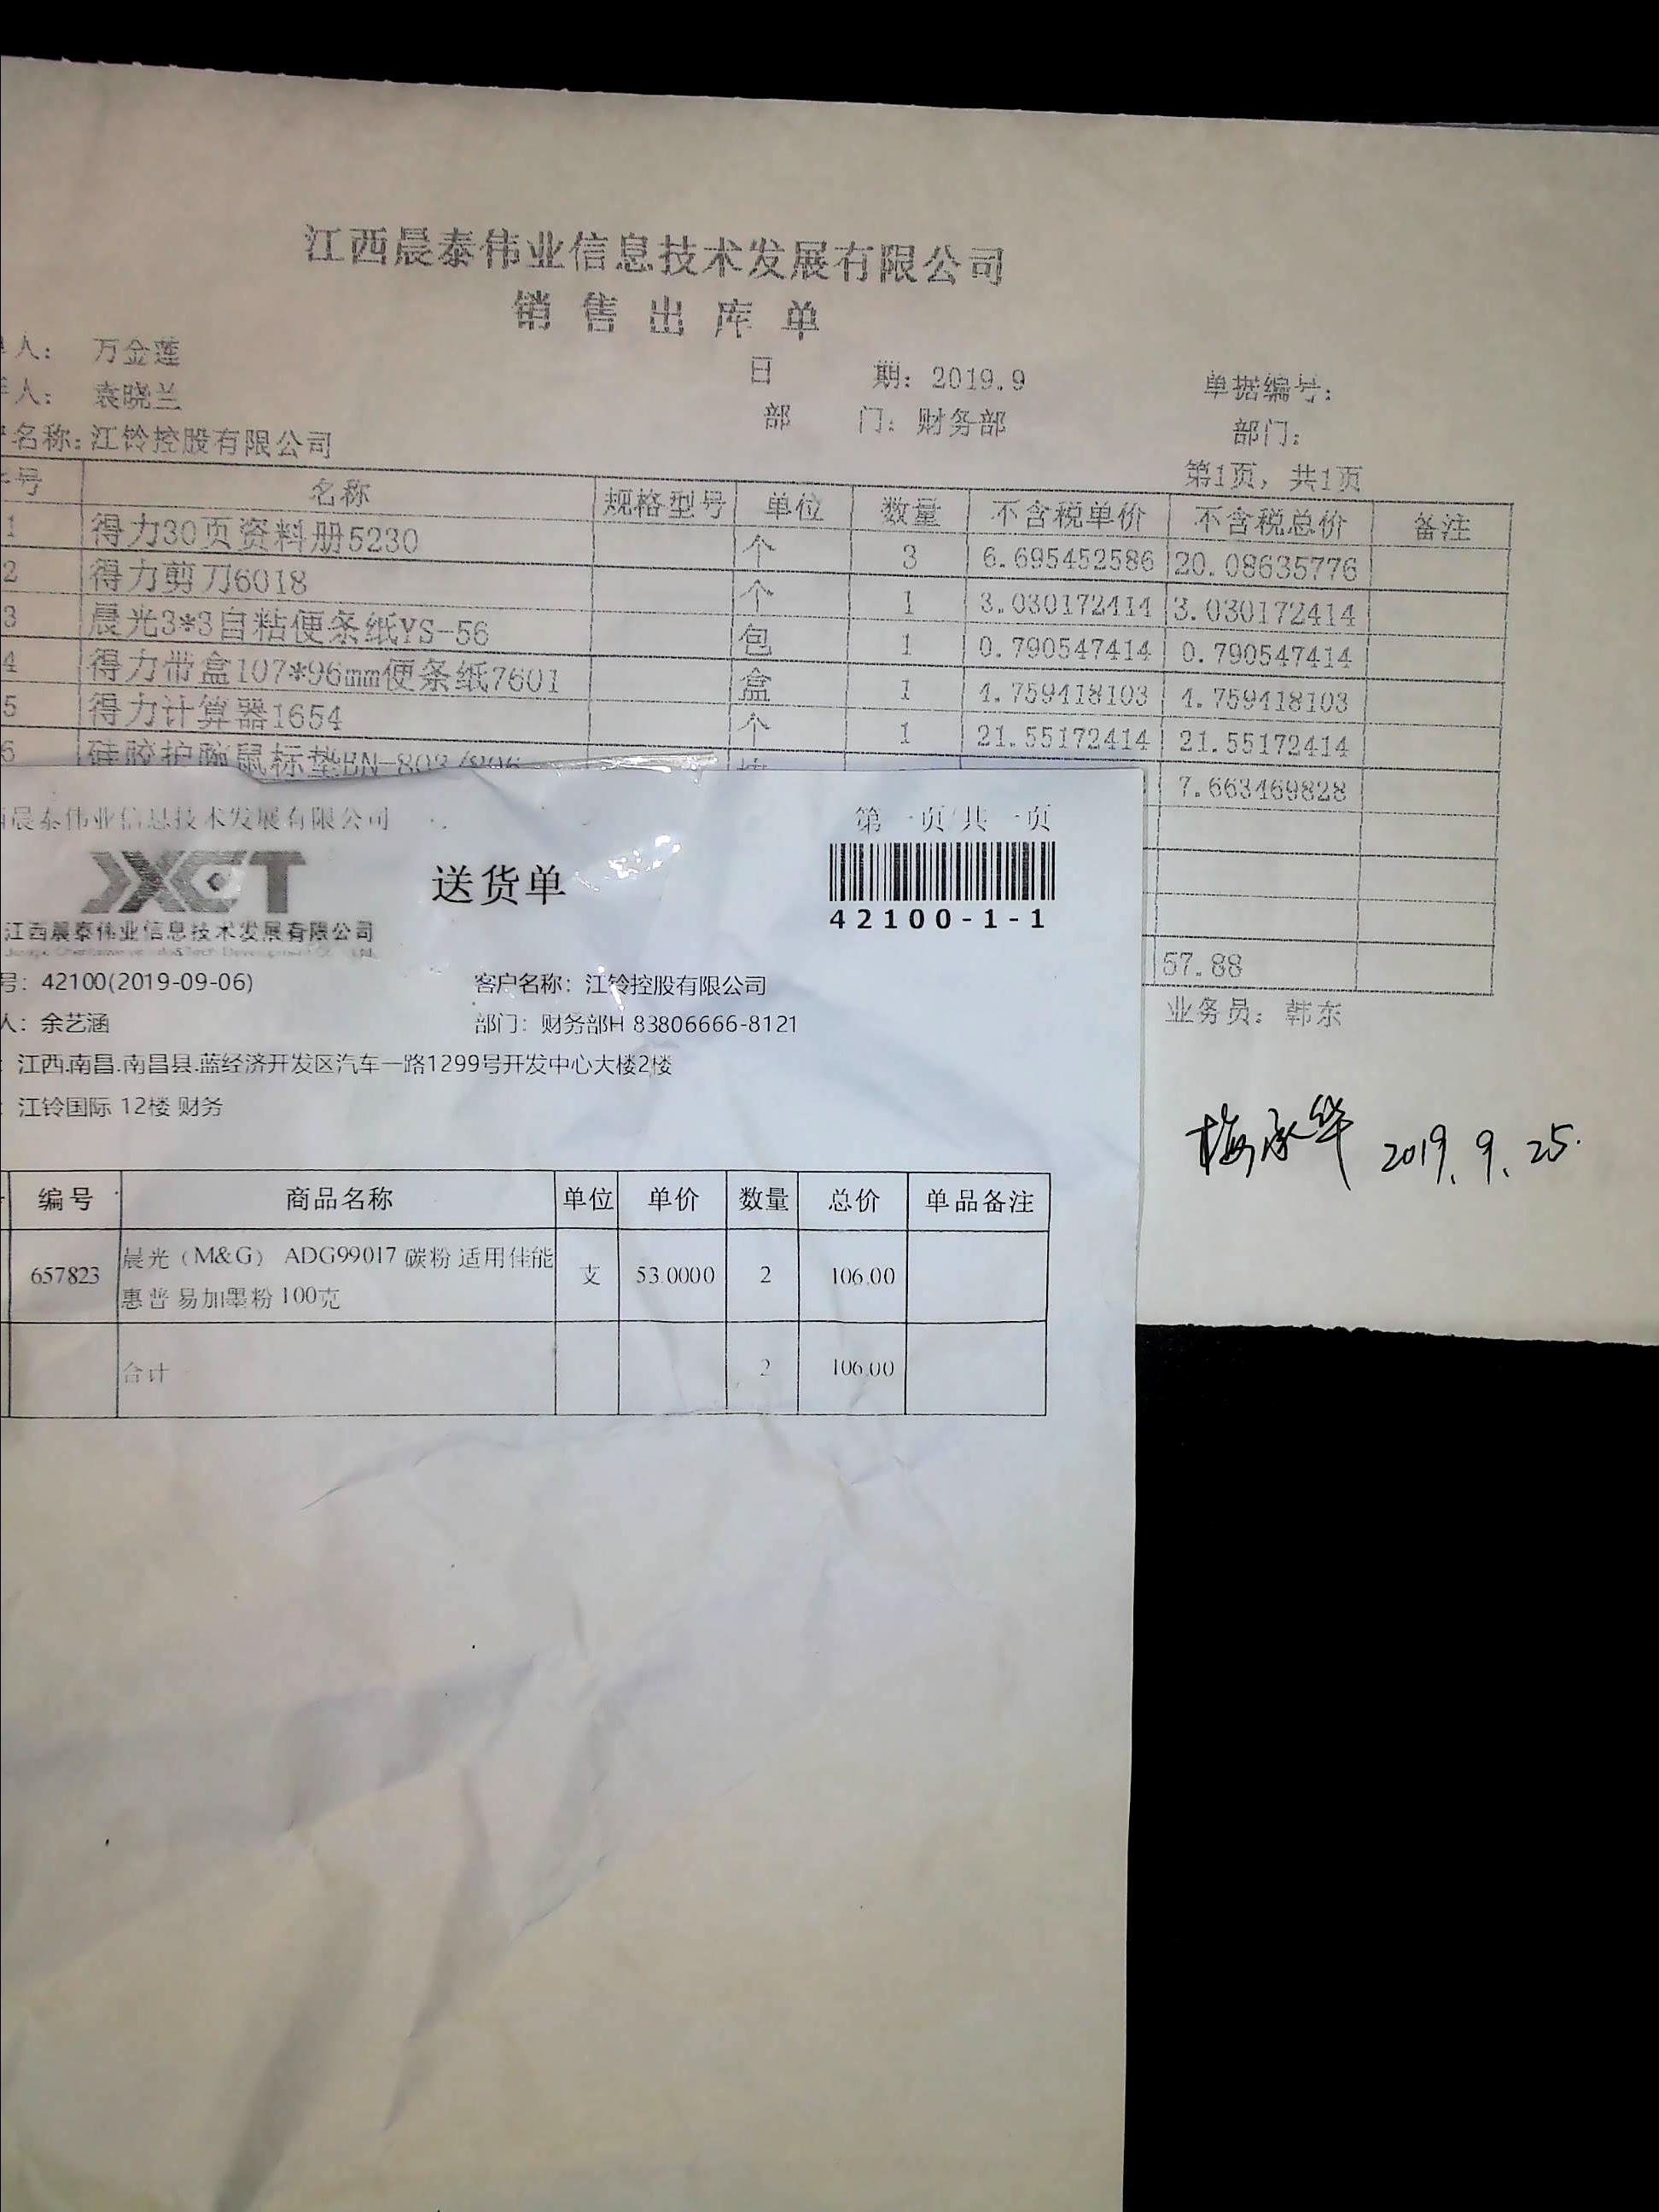 江西晨泰伟业信息技术发展有限公司
销售出库单
人： 万金莲 日 期：2019.9 单据编号：
人： 袁晓兰 部 门：财务部 部门：
名称：江铃控股有限公司 第1页，共1页
号 名称 规格型号 单位 数量 不含税单价 不含税总价 备注
1 得力30页资料册5230 个 3 6.695452586 20.08635776
2 得力剪刀6018 个 1 3.030172414 3.030172414
3 晨光3*3自粘便条纸YS-56 包 1 0.790547414 0.790547414
4 得力带盒107*96mm便条纸7601 盒 1 4.759418103 4.759418103
5 得力计算器1654 个 1 21.55172414 21.55172414
6 硅胶护腕鼠标垫BN-803/806 7.663469828
57.88
业务员：韩东
2019.9.25.
晨泰伟业信息技术发展有限公司 第一页/共一页
JXCT 送货单
42100-1-1
江西晨泰伟业信息技术发展有限公司
号：42100(2019-09-06) 客户名称：江铃控股有限公司
人：余艺涵 部门：财务部H 83806666-8121
：江西.南昌.南昌县.蓝经济开发区汽车一路1299号开发中心大楼2楼
：江铃国际 12楼 财务
编号 商品名称 单位 单价 数量 总价 单品备注
657823 晨光（M&G） ADG99017 碳粉 适用佳能 支 53.0000 2 106.00
惠普 易加墨粉 100克
合计 2 106.00